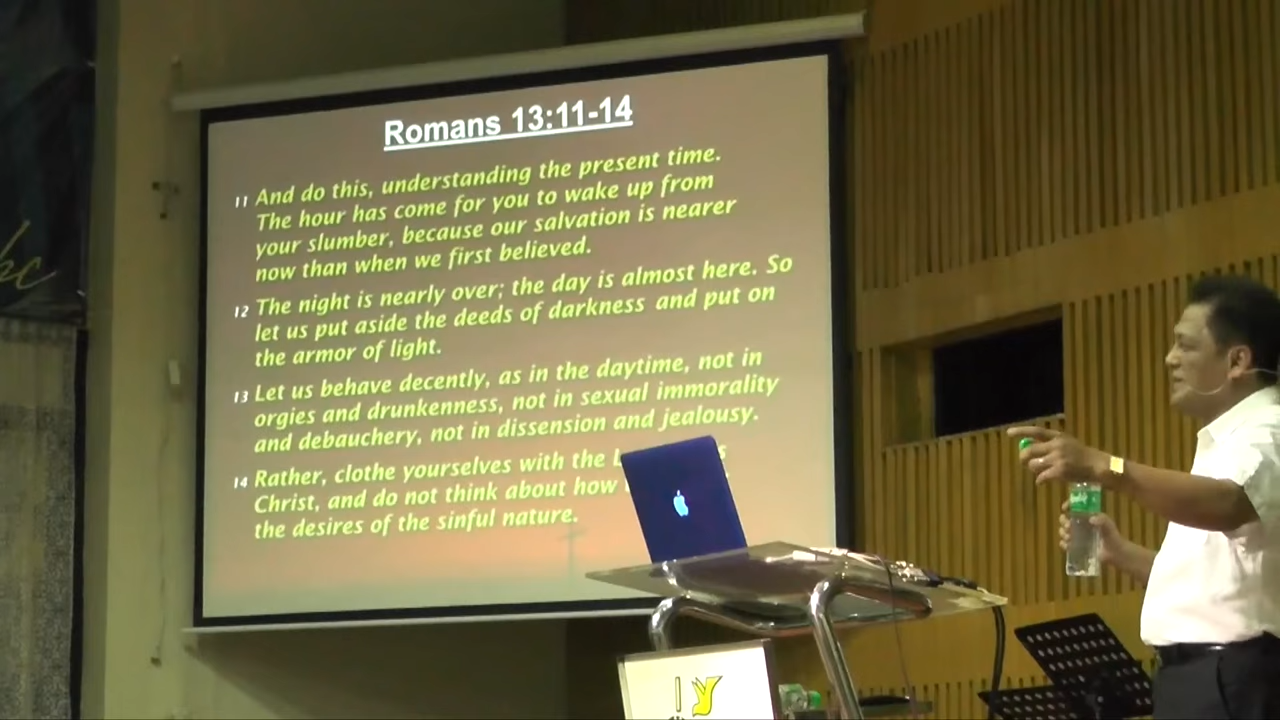 Romans 13:11-14
11 And do this, understanding the present time.
The hour has come for you to wake up from
your slumber, because our salvation is nearer
now than when we first believed.
12 The night is nearly over; the day is almost here. So
let us put aside the deeds of darkness and put on
the armor of light.
13 Let us behave decently, as in the daytime, not in
orgies and drunkenness, not in sexual immorality
and debauchery, not in dissension and jealousy.
14 Rather, clothe yourselves with the
Christ, and do not think about how
the desires of the sinful nature.